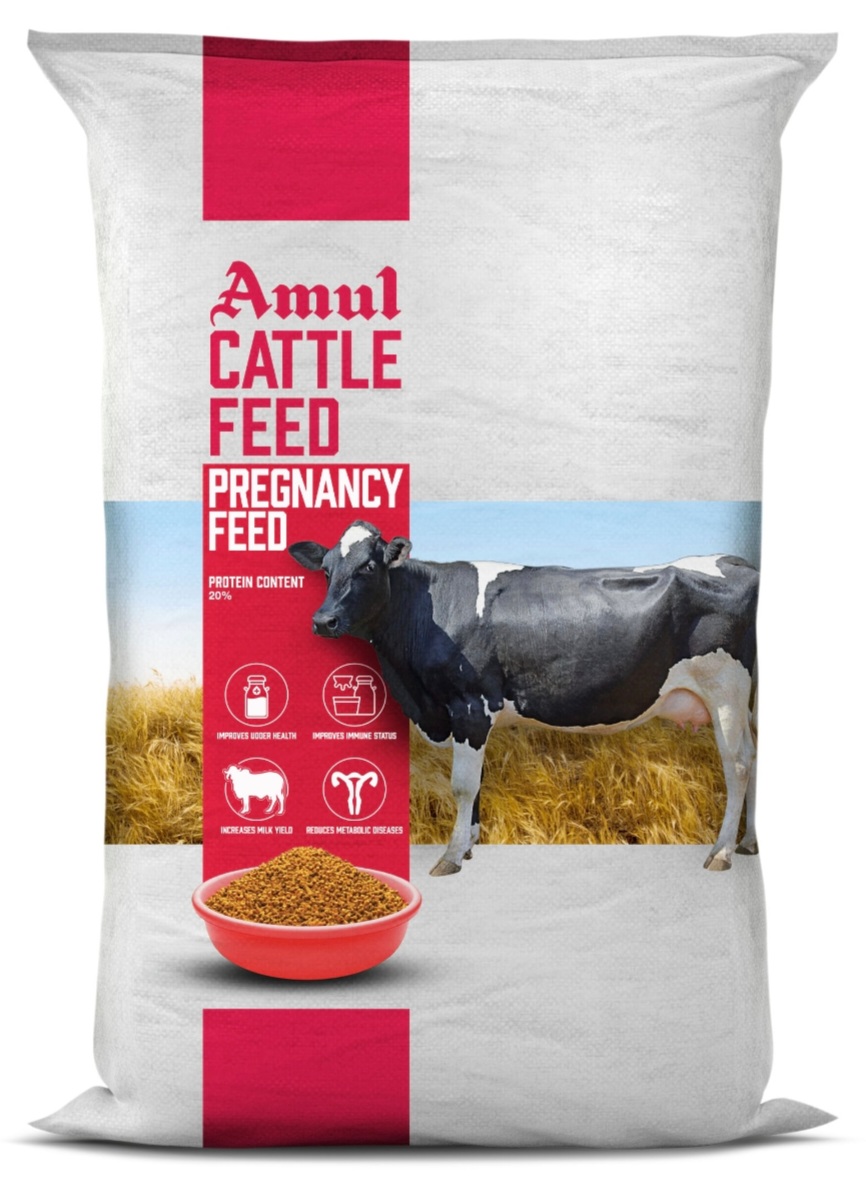 Amul
CATTLE
FEED
PREGNANCY
FEED
PROTEIN CONTENT
20%
IMPROVES UDDER HEALTH
IMPROVES IMMUNE STATUS
INCREASES MILK YIELD
REDUCES METABOLIC DISEASES